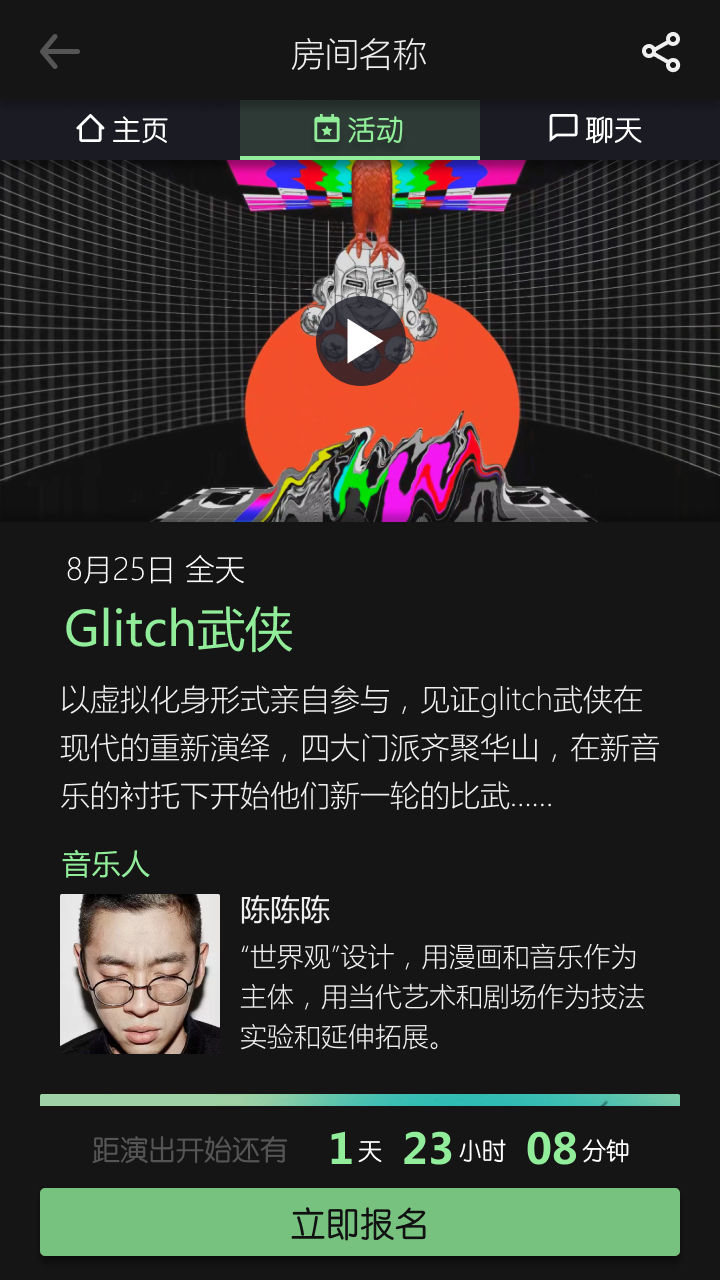 房间名称
主页
活动
聊天
8月25日 全天
Glitch武侠
以虚拟化身形式亲自参与，见证glitch武侠在
现代的重新演绎，四大门派齐聚华山，在新音
乐的衬托下开始他们新一轮的比武......
音乐人
陈陈陈
“世界观”设计，用漫画和音乐作为
主体，用当代艺术和剧场作为技法
实验和延伸拓展。
距演出开始还有 1天 23小时 08分钟
立即报名